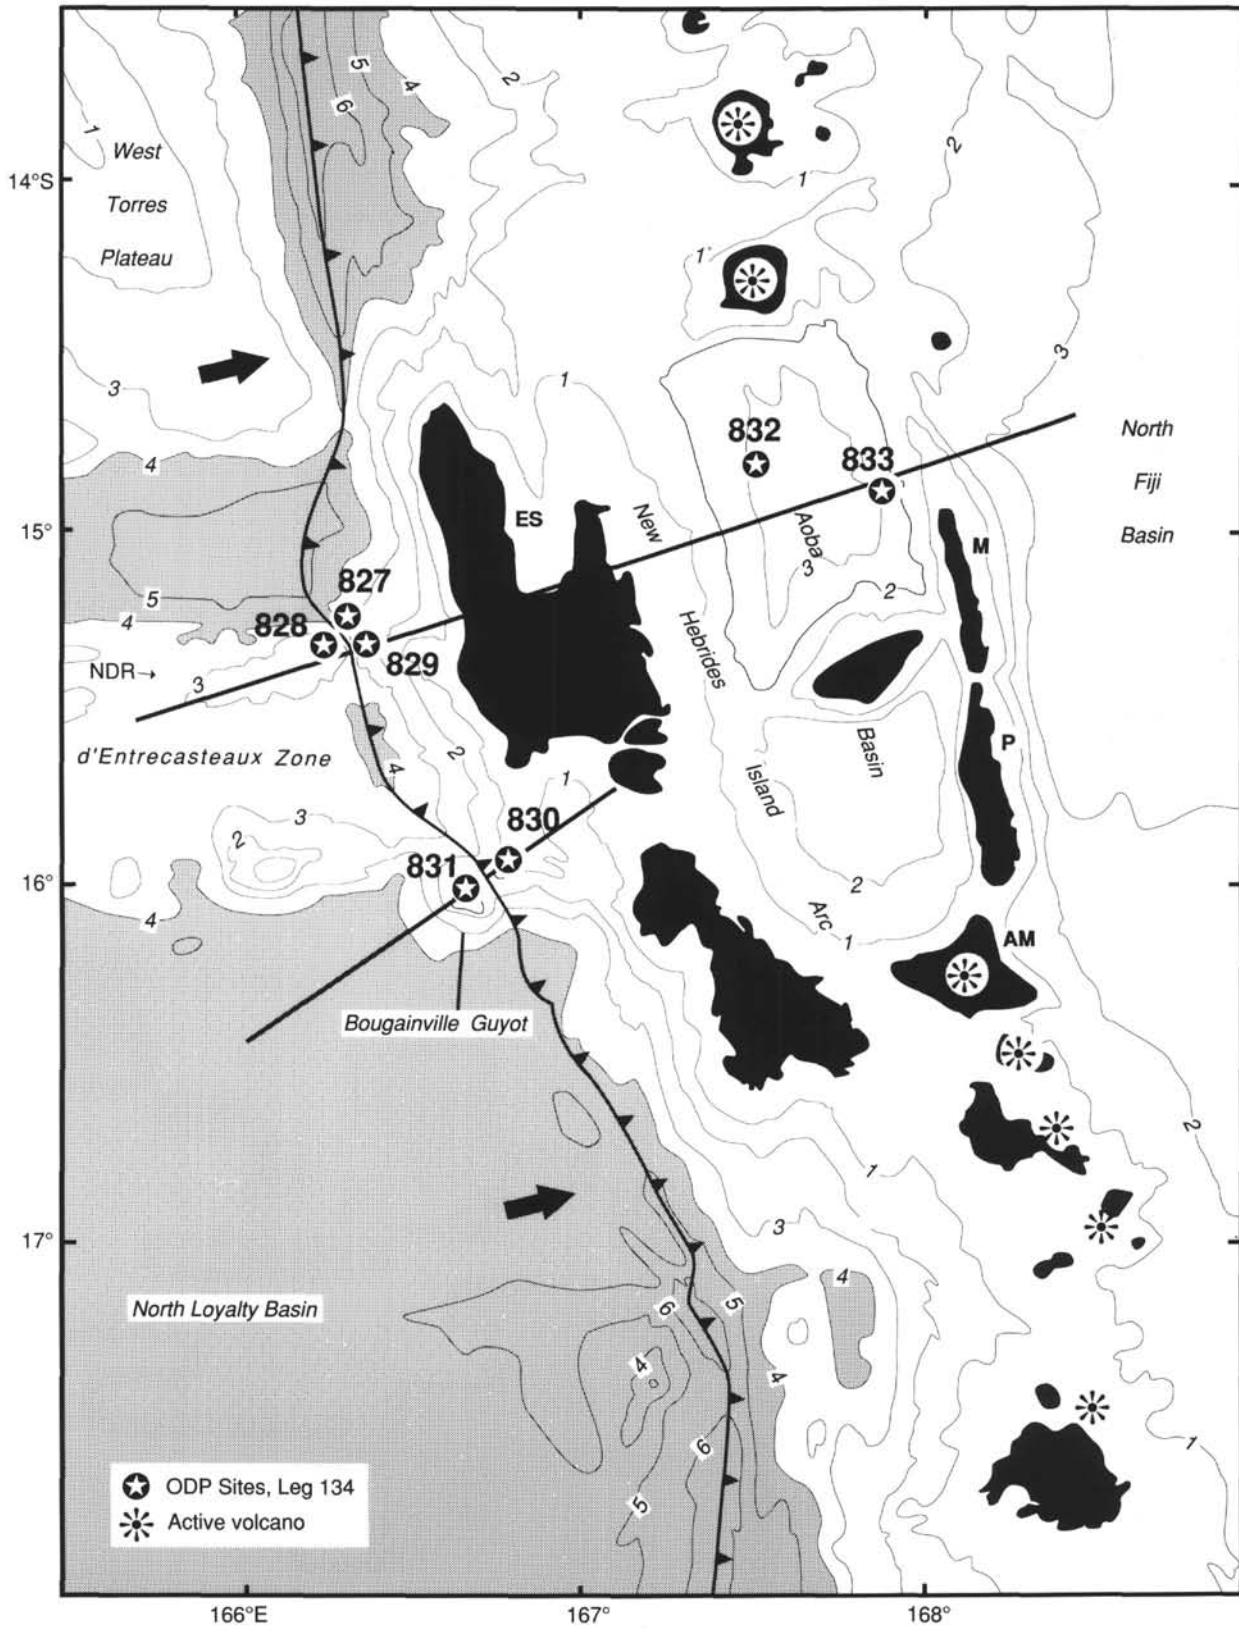 5
4
2
6
1
West
Torres
Plateau
14°S
2
1
1
3
3
1
832
833
North
Fiji
Basin
4
ES
New
Aoba
M
15°
3
827
5
2
4
828
829
Hebrides
NDR→
3
P
d'Entrecasteaux Zone
2
Basin
4
1
Island
3
2
830
831
16°
2
4
Arc
1
AM
Bougainville Guyot
2
1
3
17°
4
North Loyalty Basin
6
5
4
4
6
1
5
ODP Sites, Leg 134
Active volcano
166°E
167°
168°